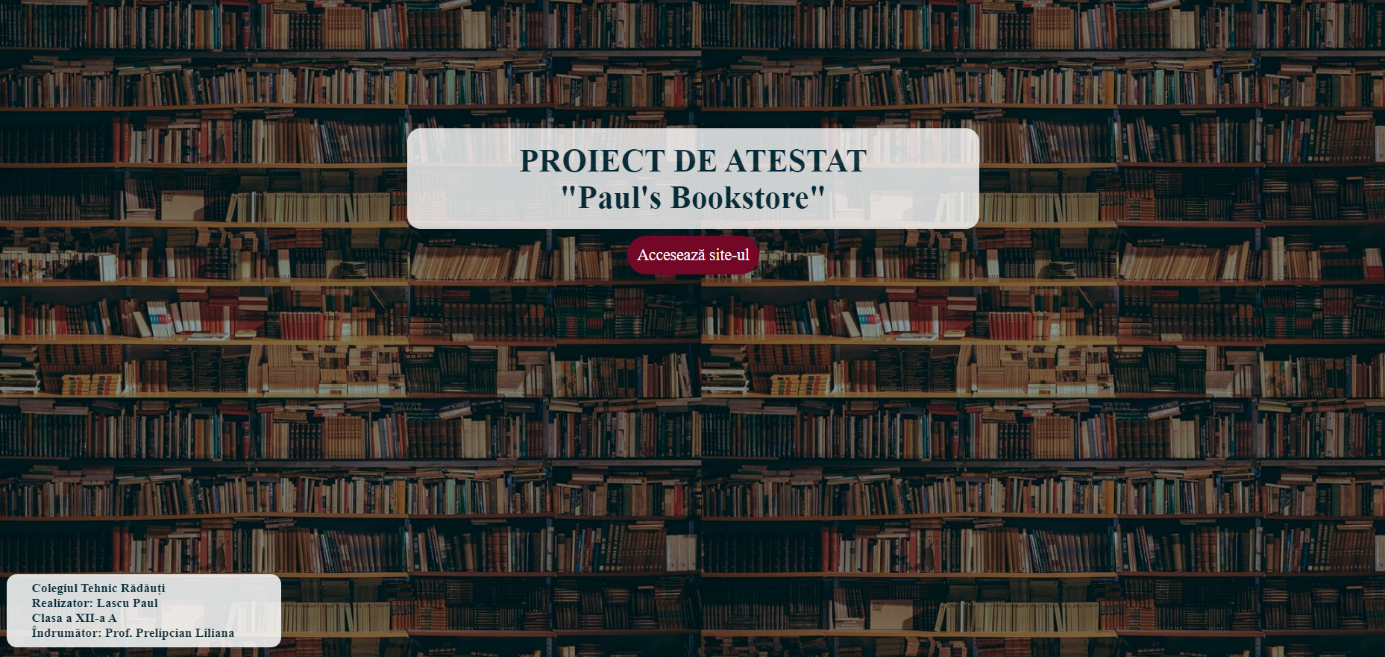 PROIECT DE ATESTAT
"Paul's Bookstore"
Accesează site-ul
Colegiul Tehnic Rădăuți
Realizator: Lascu Paul
Clasa a XII-a A
Îndrumător: Prof. Prelipcian Liliana